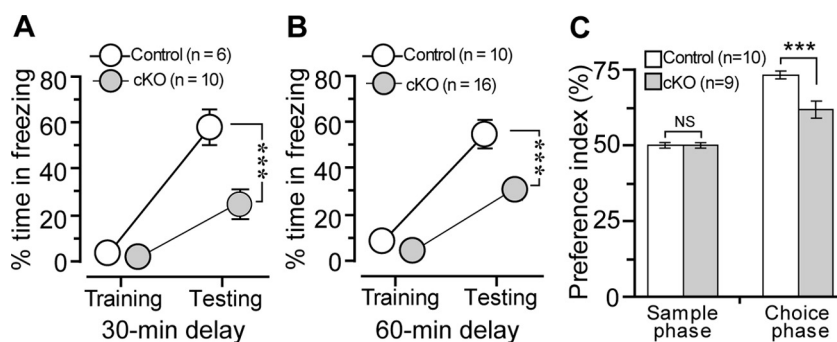 A
Control (n = 6)
cKO (n = 10)
80
60
40
20
0
% time in freezing
***
Training
Testing
30-min delay
B
Control (n = 10)
cKO (n = 16)
80
60
40
20
0
% time in freezing
***
Training
Testing
60-min delay
C
Control (n=10)
cKO (n=9)
75
50
25
0
Preference index (%)
NS
***
Sample
phase
Choice
phase